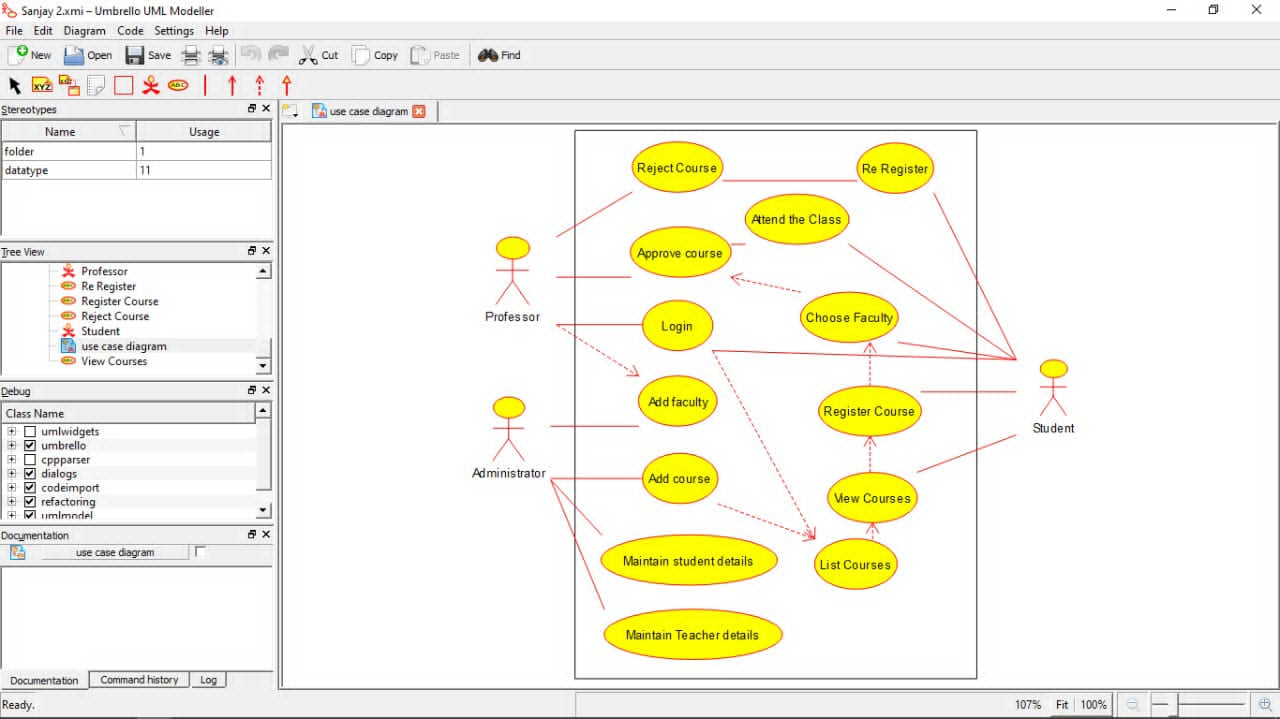 Sanjay 2.xmi – Umbrello UML Modeller
File Edit Diagram Code Settings Help
New Open Save Cut Copy Paste Find
XYZ ABC
Stereotypes
Name Usage
folder 1
datatype 11
Tree View
Professor
Re Register
Register Course
Reject Course
Student
use case diagram
View Courses
Debug
Class Name
umlwidgets
umbrello
cppparser
dialogs
codeimport
refactoring
umlmodel
Documentation
use case diagram
Documentation Command history Log
Ready.
use case diagram
Reject Course
Re Register
Attend the Class
Approve course
Professor
Choose Faculty
Login
Add faculty
Register Course
Student
Administrator
Add course
View Courses
Maintain student details
List Courses
Maintain Teacher details
107% Fit 100%